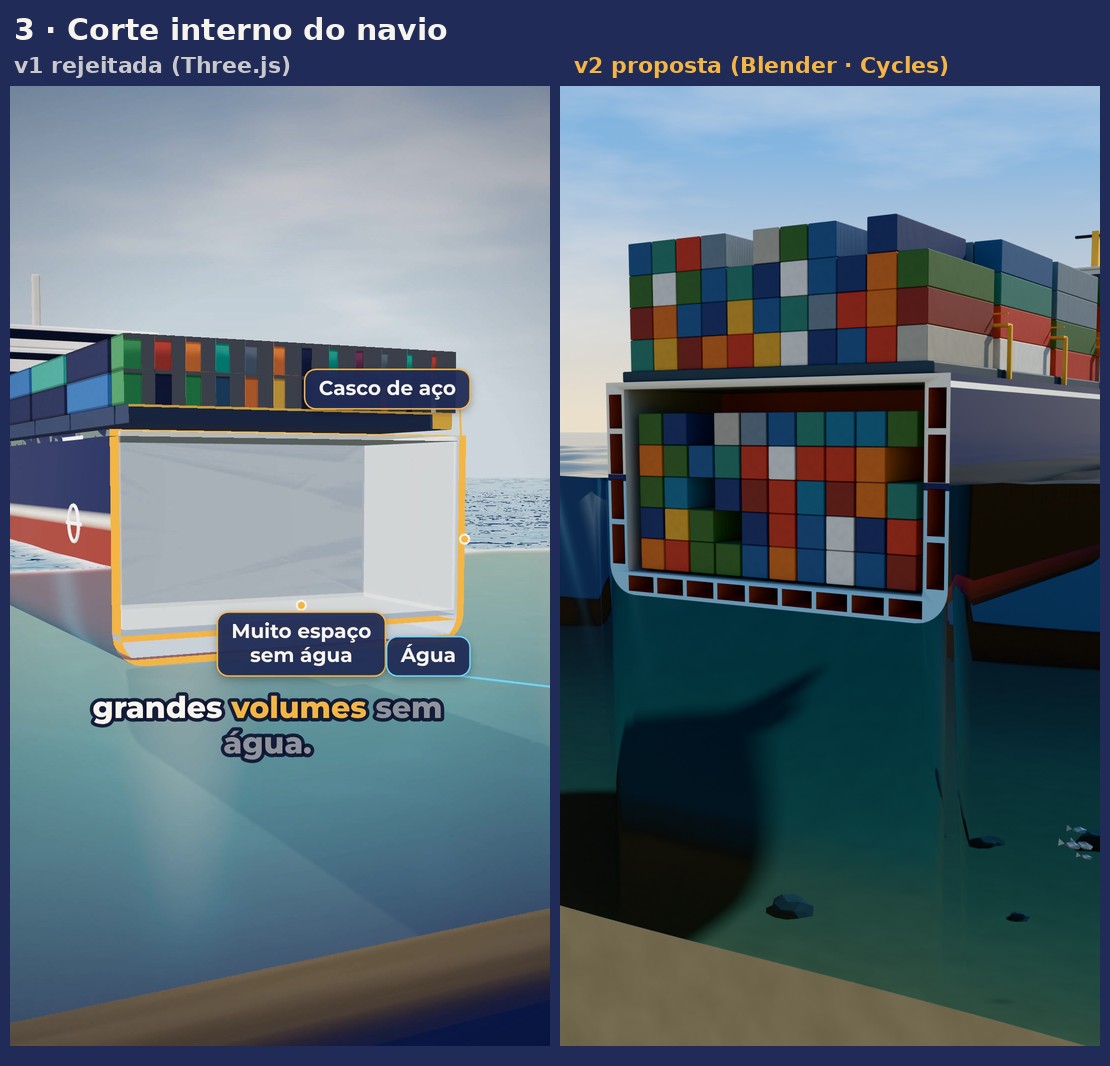 3 · Corte interno do navio
v1 rejeitada (Three.js)
v2 proposta (Blender · Cycles)
Casco de aço
Muito espaço
sem água
Água
grandes volumes sem
água.